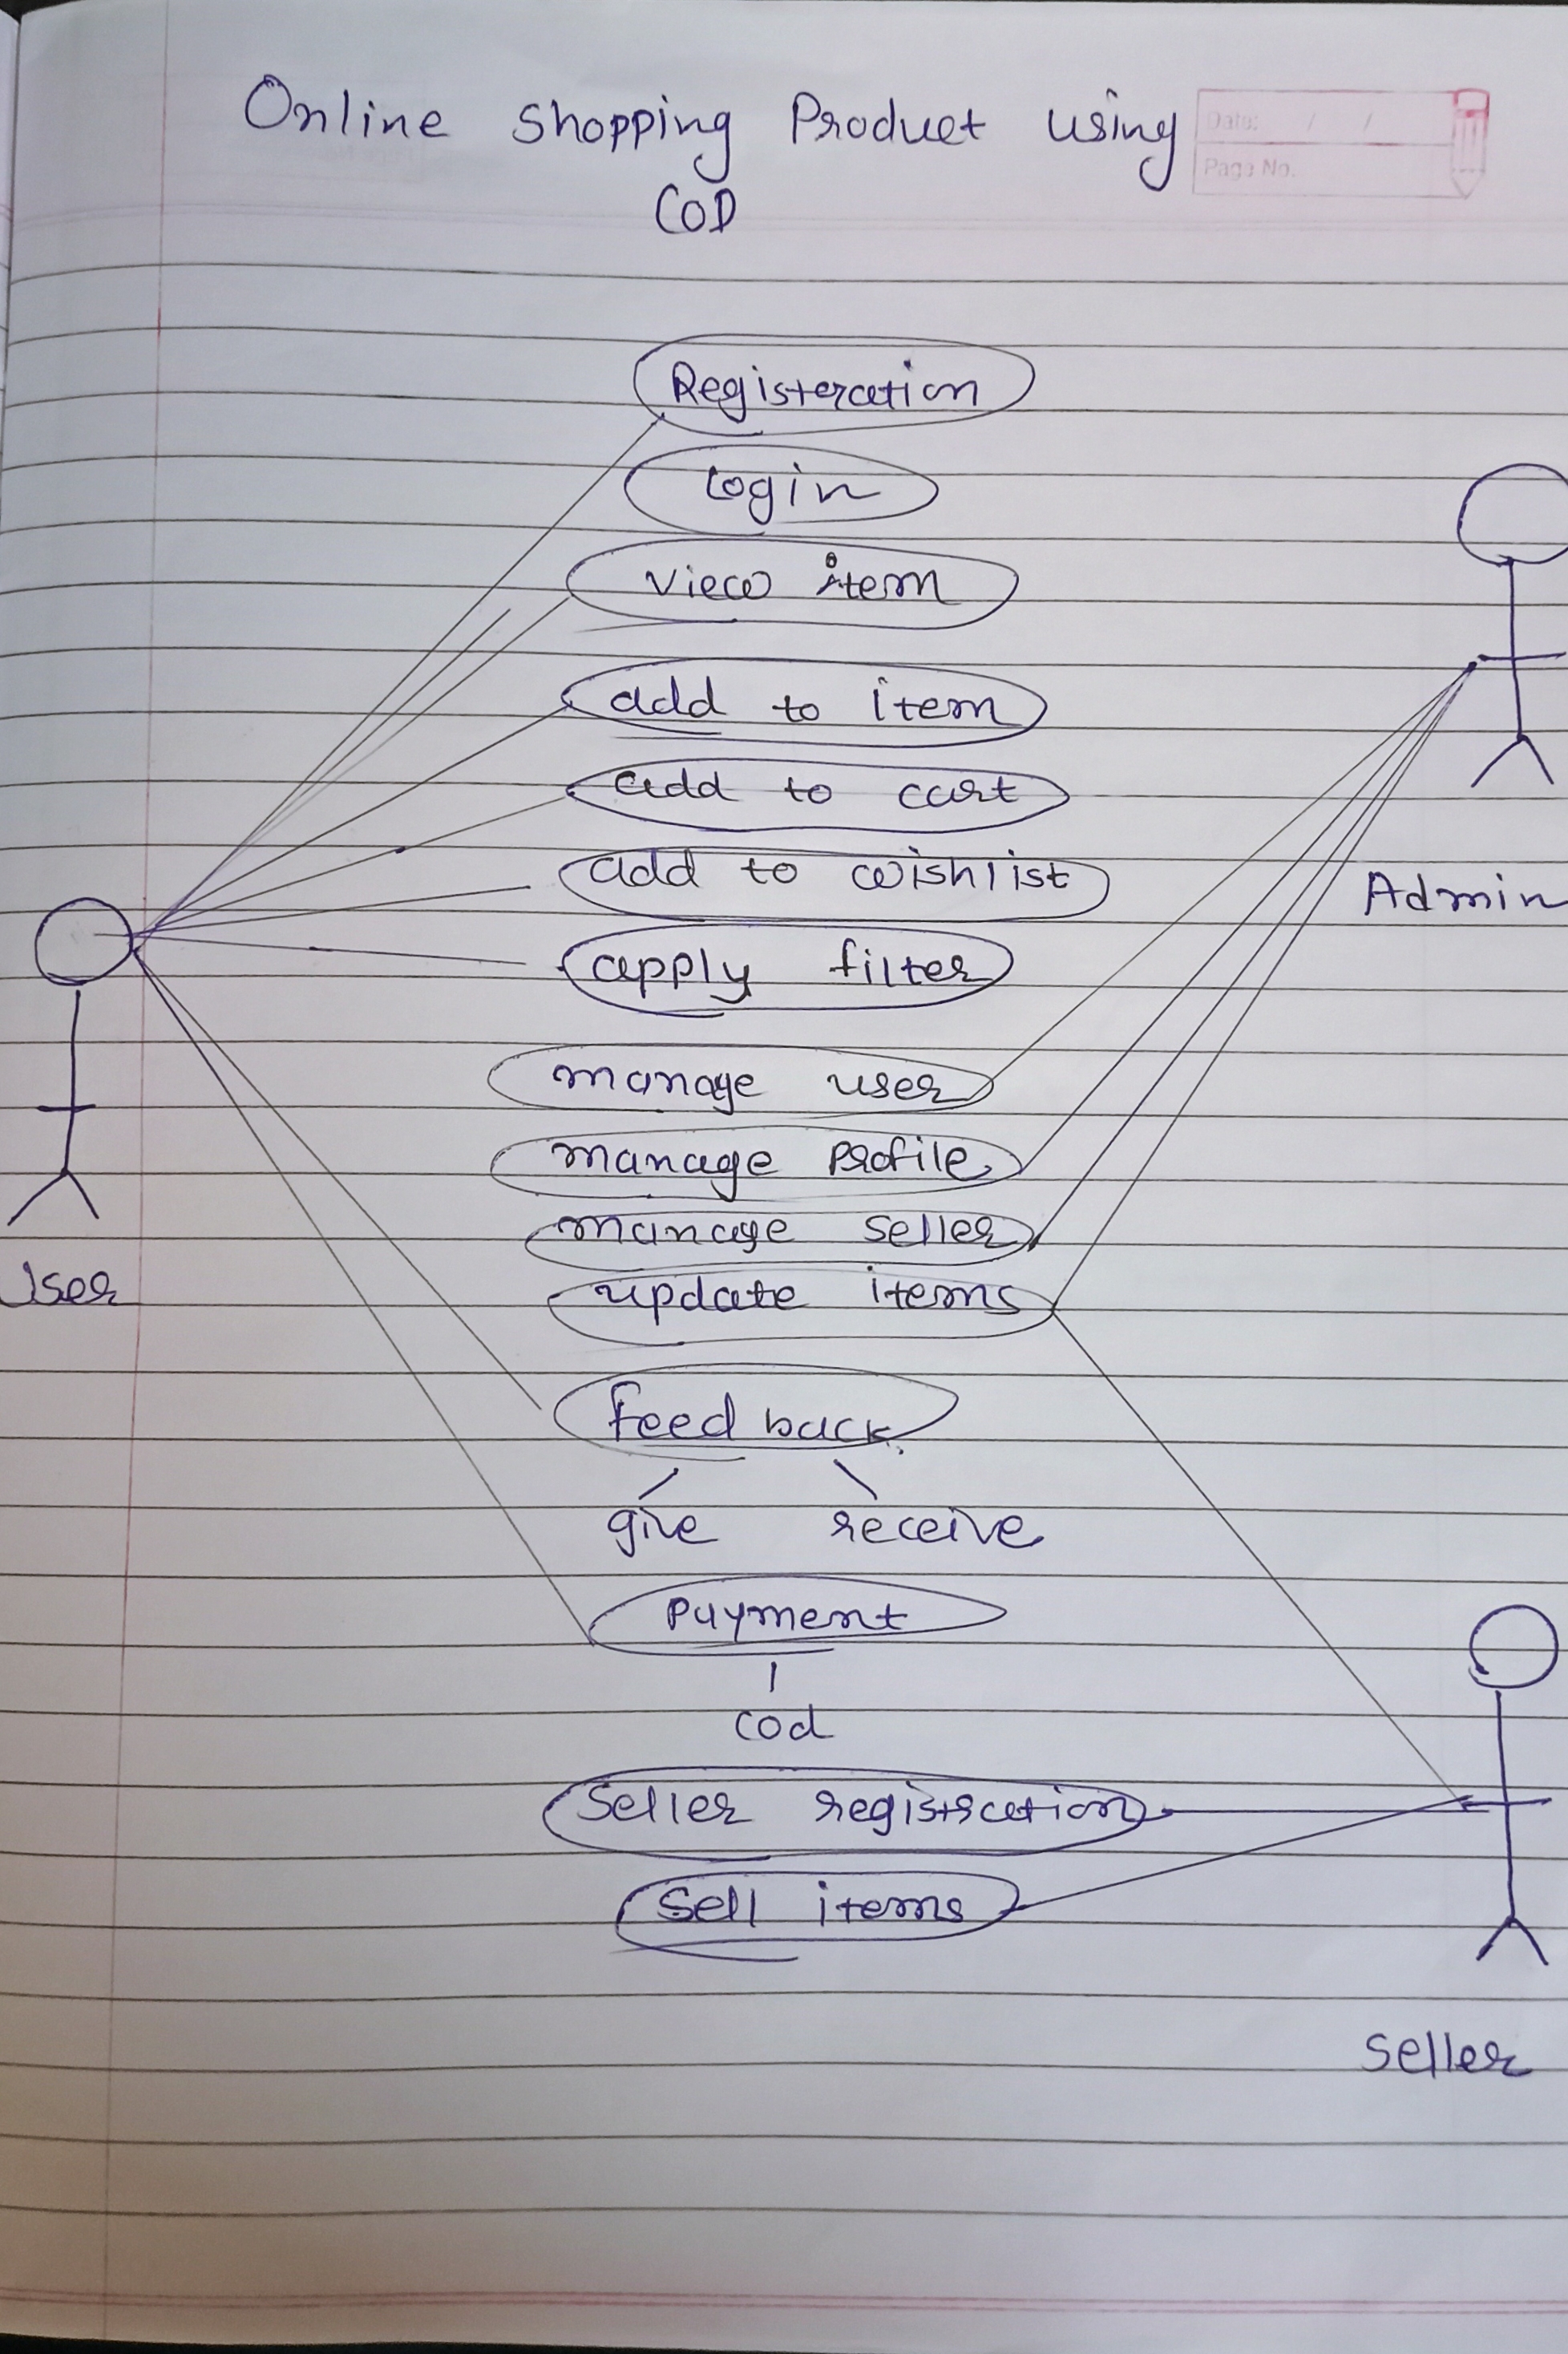 Online shopping Product using
COD
Date: / /
Page No.
Registeration
login
view item
add to item
add to cart
add to wishlist
apply filter
Admin
manage user
manage profile
manage seller
User
update items
feed back
give receive
payment
cod
seller registration
sell items
seller